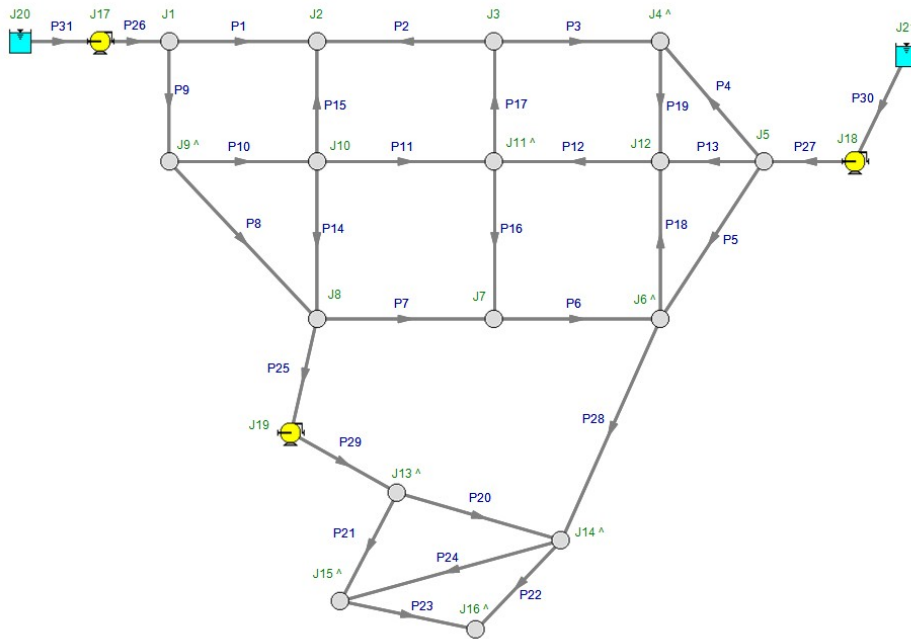 J20 P31 J17 P26 J1 P1 J2 P2 J3 P3 J4 ^ J2
P9 P15 P17 P19 P4 P30
J9 ^ P10 J10 P11 J11 ^ P12 J12 P13 J5 P27 J18
P8 P14 P16 P18 P5
J8 P7 J7 P6 J6 ^
P25 P28
J19 P29
J13 ^ P20
P21 P24 J14 ^
J15 ^ P23 J16 ^ P22